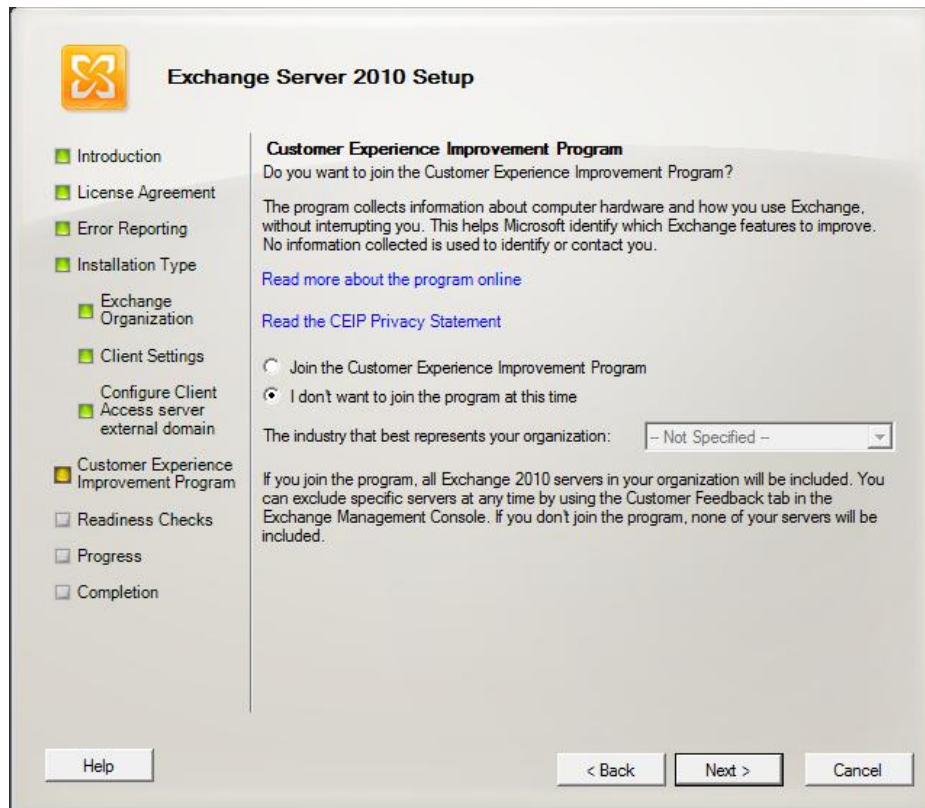 Exchange Server 2010 Setup
Introduction
License Agreement
Error Reporting
Installation Type
Exchange
Organization
Client Settings
Configure Client
Access server
external domain
Customer Experience
Improvement Program
Readiness Checks
Progress
Completion
Customer Experience Improvement Program
Do you want to join the Customer Experience Improvement Program?
The program collects information about computer hardware and how you use Exchange,
without interrupting you. This helps Microsoft identify which Exchange features to improve.
No information collected is used to identify or contact you.
Read more about the program online
Read the CEIP Privacy Statement
Join the Customer Experience Improvement Program
I don't want to join the program at this time
The industry that best represents your organization:
-- Not Specified --
If you join the program, all Exchange 2010 servers in your organization will be included. You
can exclude specific servers at any time by using the Customer Feedback tab in the
Exchange Management Console. If you don't join the program, none of your servers will be
included.
Help
< Back
Next >
Cancel